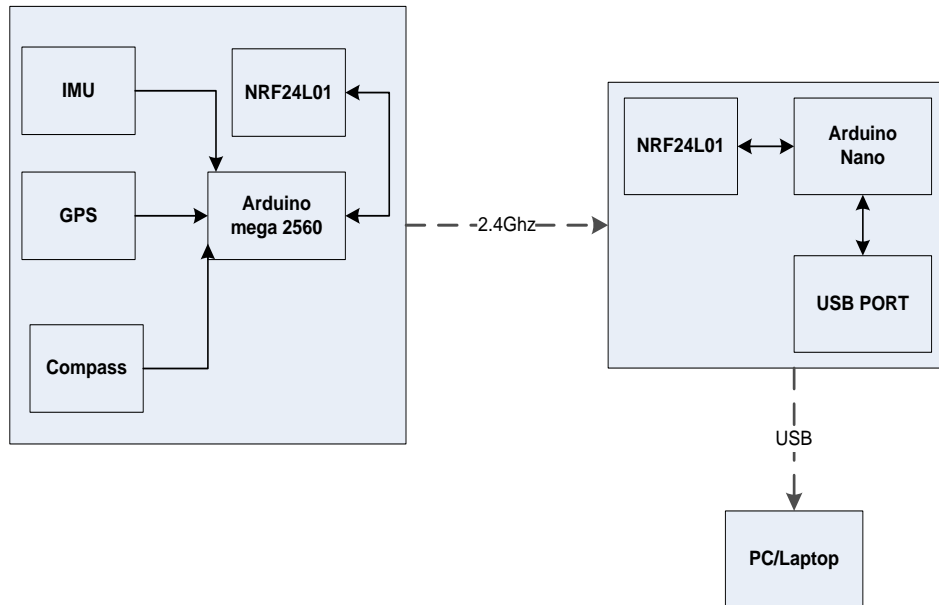 IMU
NRF24L01
GPS
Arduino
mega 2560
Compass
2.4Ghz
NRF24L01
Arduino
Nano
USB PORT
USB
PC/Laptop